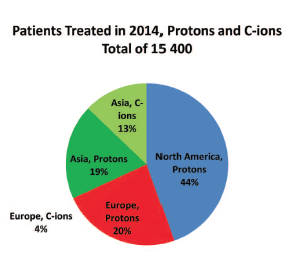 Patients Treated in 2014, Protons and C-ions
Total of 15 400
Asia, C-
ions
13%
North America,
Protons
44%
Asia, Protons
19%
Europe,
Protons
20%
Europe, C-ions
4%